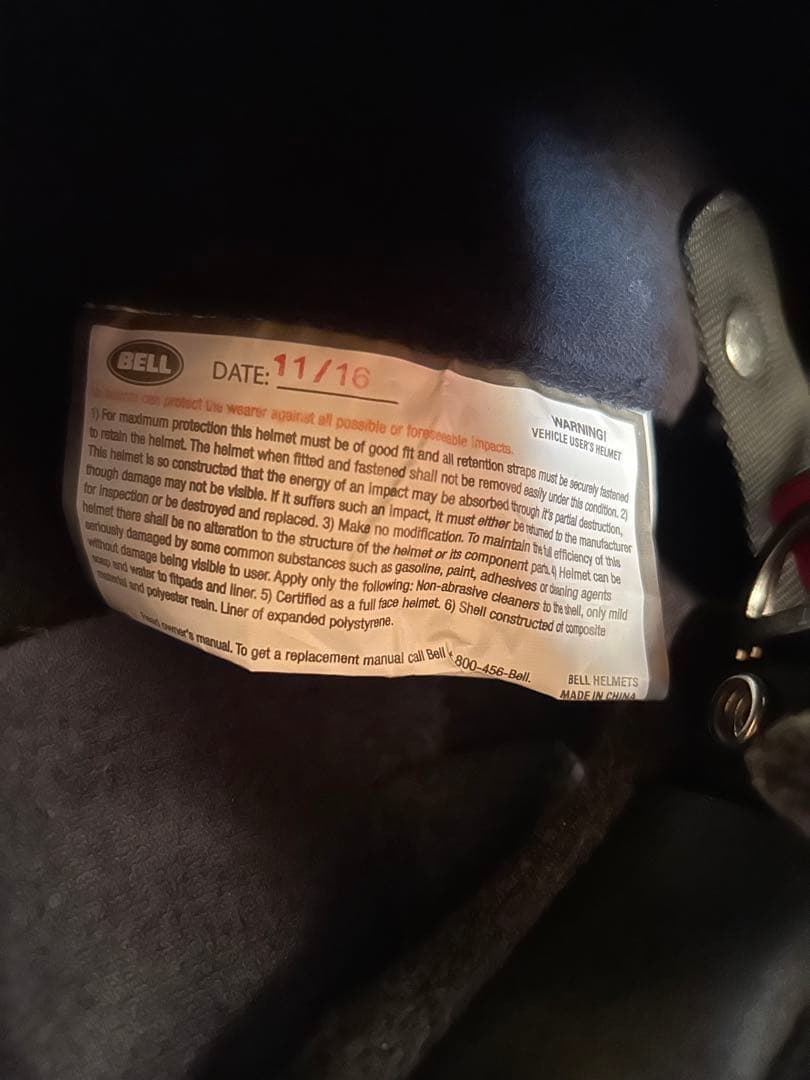 BELL
DATE: 11/16
can protect the wearer against all possible or foreseeable impacts.
WARNING!
VEHICLE USER'S HELMET
1) For maximum protection this helmet must be of good fit and all retention straps must be securely fastened
to retain the helmet. The helmet when fitted and fastened shall not be removed easily under this condition. 2)
This helmet is so constructed that the energy of an impact may be absorbed through it's partial destruction,
though damage may not be visible. If it suffers such an impact, it must either be returned to the manufacturer
for inspection or be destroyed and replaced. 3) Make no modification. To maintain the full efficiency of this
helmet there shall be no alteration to the structure of the helmet or its component parts. 4) Helmet can be
seriously damaged by some common substances such as gasoline, paint, adhesives or cleaning agents
without damage being visible to user. Apply only the following: Non-abrasive cleaners to the shell, only mild
soap and water to fitpads and liner. 5) Certified as a full face helmet. 6) Shell constructed of composite
material and polyester resin. Liner of expanded polystyrene.
Read owner's manual. To get a replacement manual call Bell 800-456-Bell.
BELL HELMETS
MADE IN CHINA